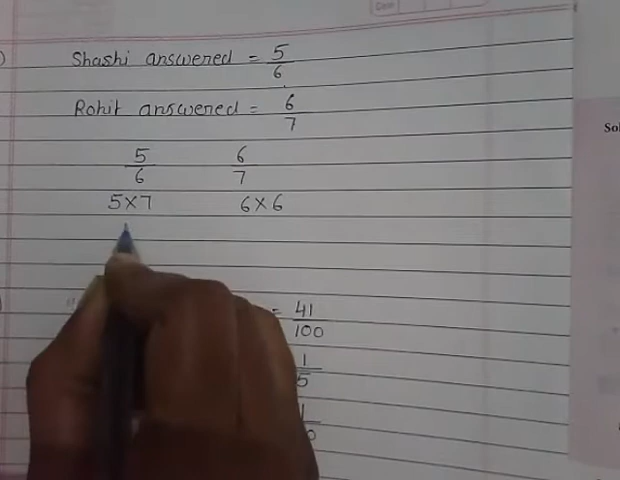 Shashi answered = 5/6
Rohit answered = 6/7
5/6 6/7
5×7 6×6
= 41/100
1/5